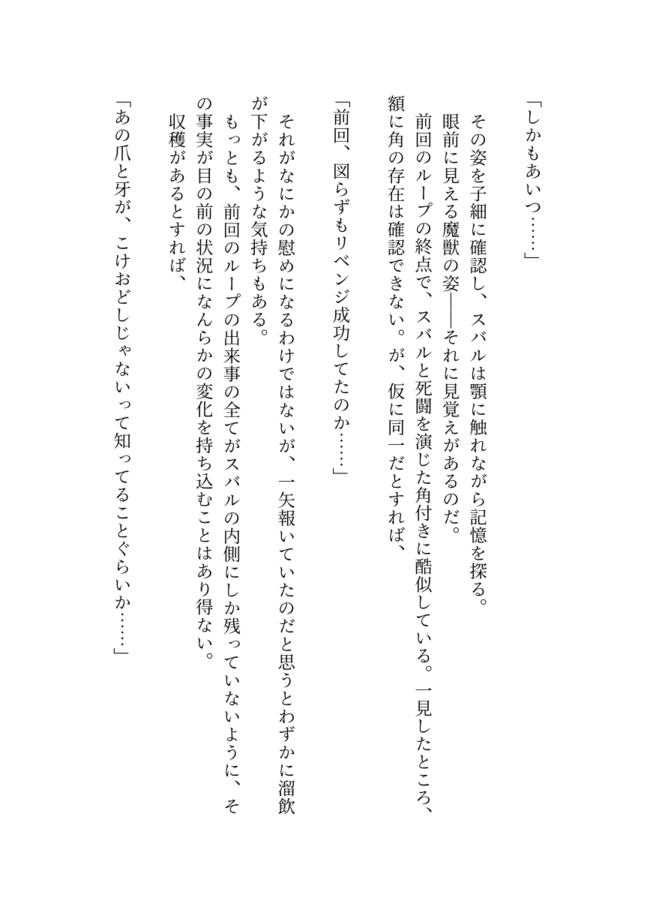 「しかもあいつ……」
その姿を子細に確認し、スバルは顎に触れながら記憶を探る。
眼前に見える魔獣の姿――それに見覚えがあるのだ。
前回のループの終点で、スバルと死闘を演じた角付きに酷似している。一見したところ、
額に角の存在は確認できない。が、仮に同一だとすれば、
「前回、図らずもリベンジ成功してたのか……」
それがなにかの慰めになるわけではないが、一矢報いていたのだと思うとわずかに溜飲
が下がるような気持ちもある。
もっとも、前回のループの出来事の全てがスバルの内側にしか残っていないように、そ
の事実が目の前の状況になんらかの変化を持ち込むことはあり得ない。
収穫があるとすれば、
「あの爪と牙が、こけおどしじゃないって知ってることぐらいか……」